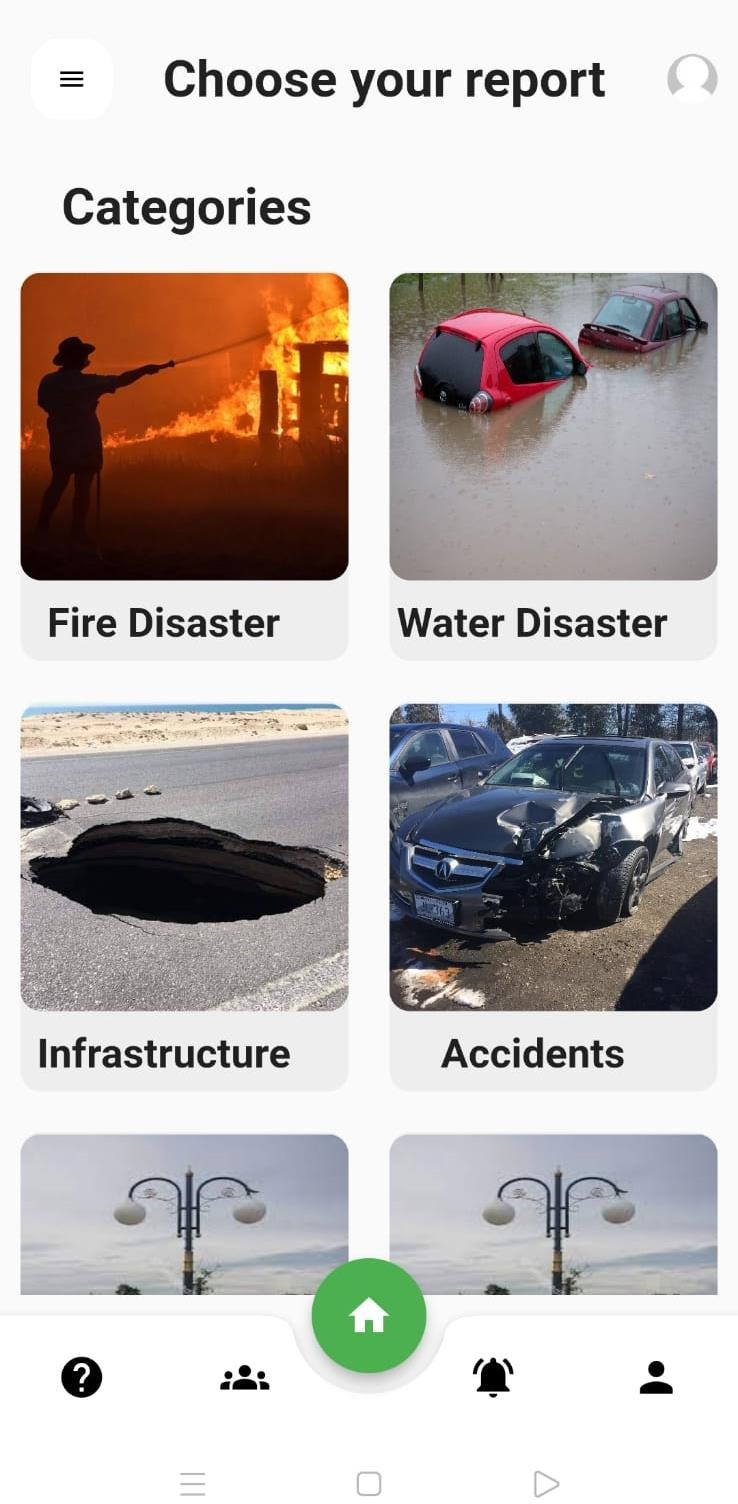 Choose your report
Categories
Fire Disaster
Water Disaster
Infrastructure
Accidents